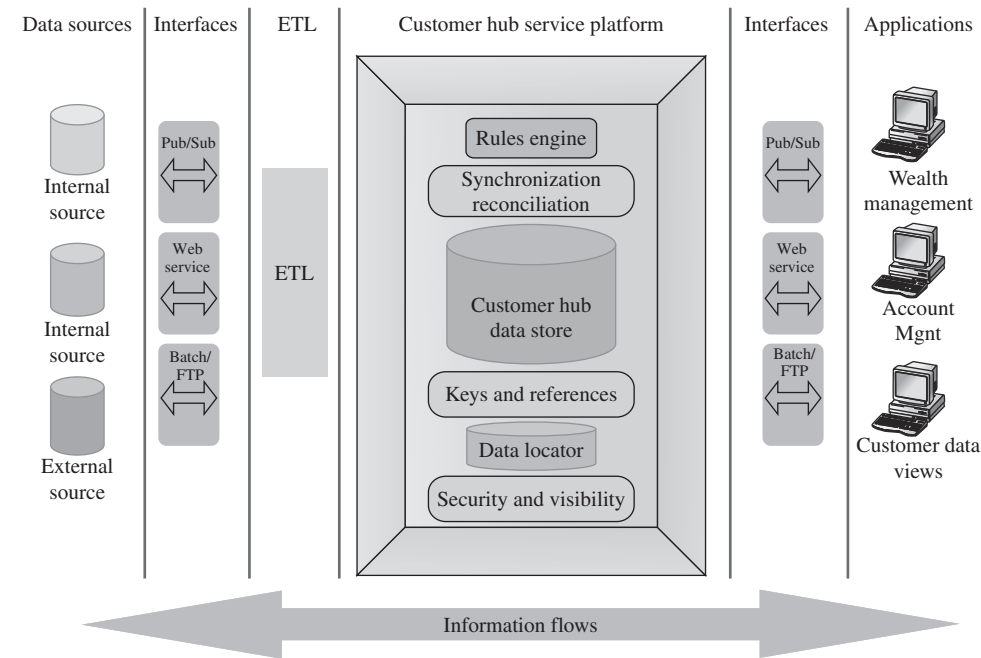 Data sources
Interfaces
ETL
Customer hub service platform
Interfaces
Applications
Internal
source
Internal
source
External
source
Pub/Sub
Web
service
Batch/
FTP
ETL
Rules engine
Synchronization
reconciliation
Customer hub
data store
Keys and references
Data locator
Security and visibility
Pub/Sub
Web
service
Batch/
FTP
Wealth
management
Account
Mgnt
Customer data
views
Information flows